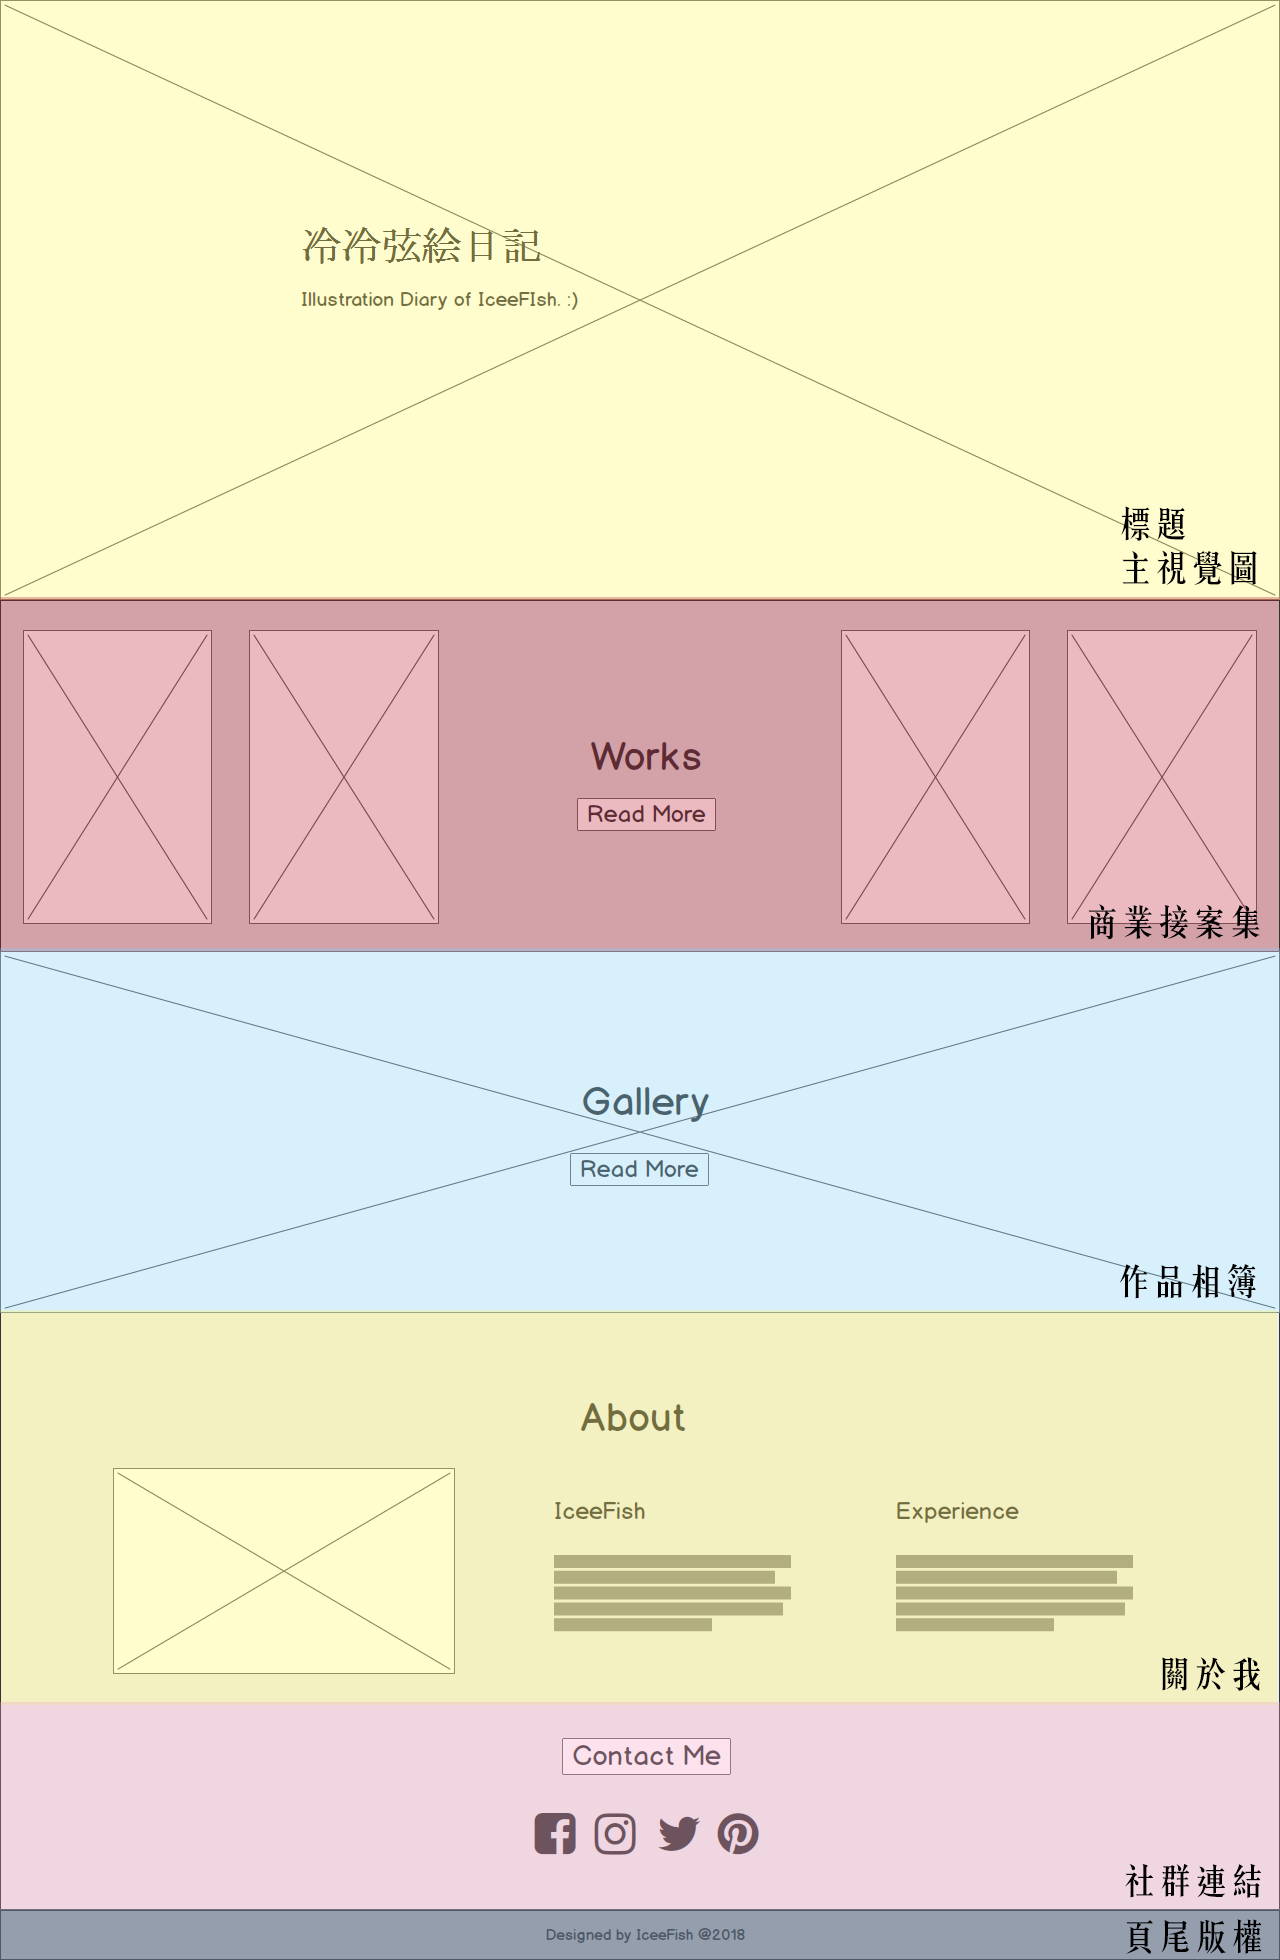 冷冷弦絵日記
Illustration Diary of IceeFIsh. :)
標題
主視覺圖
Works
Read More
商業接案集
Gallery
Read More
作品相簿
About
IceeFish
Experience
關於我
Contact Me
社群連結
Designed by IceeFish @2018
頁尾版權